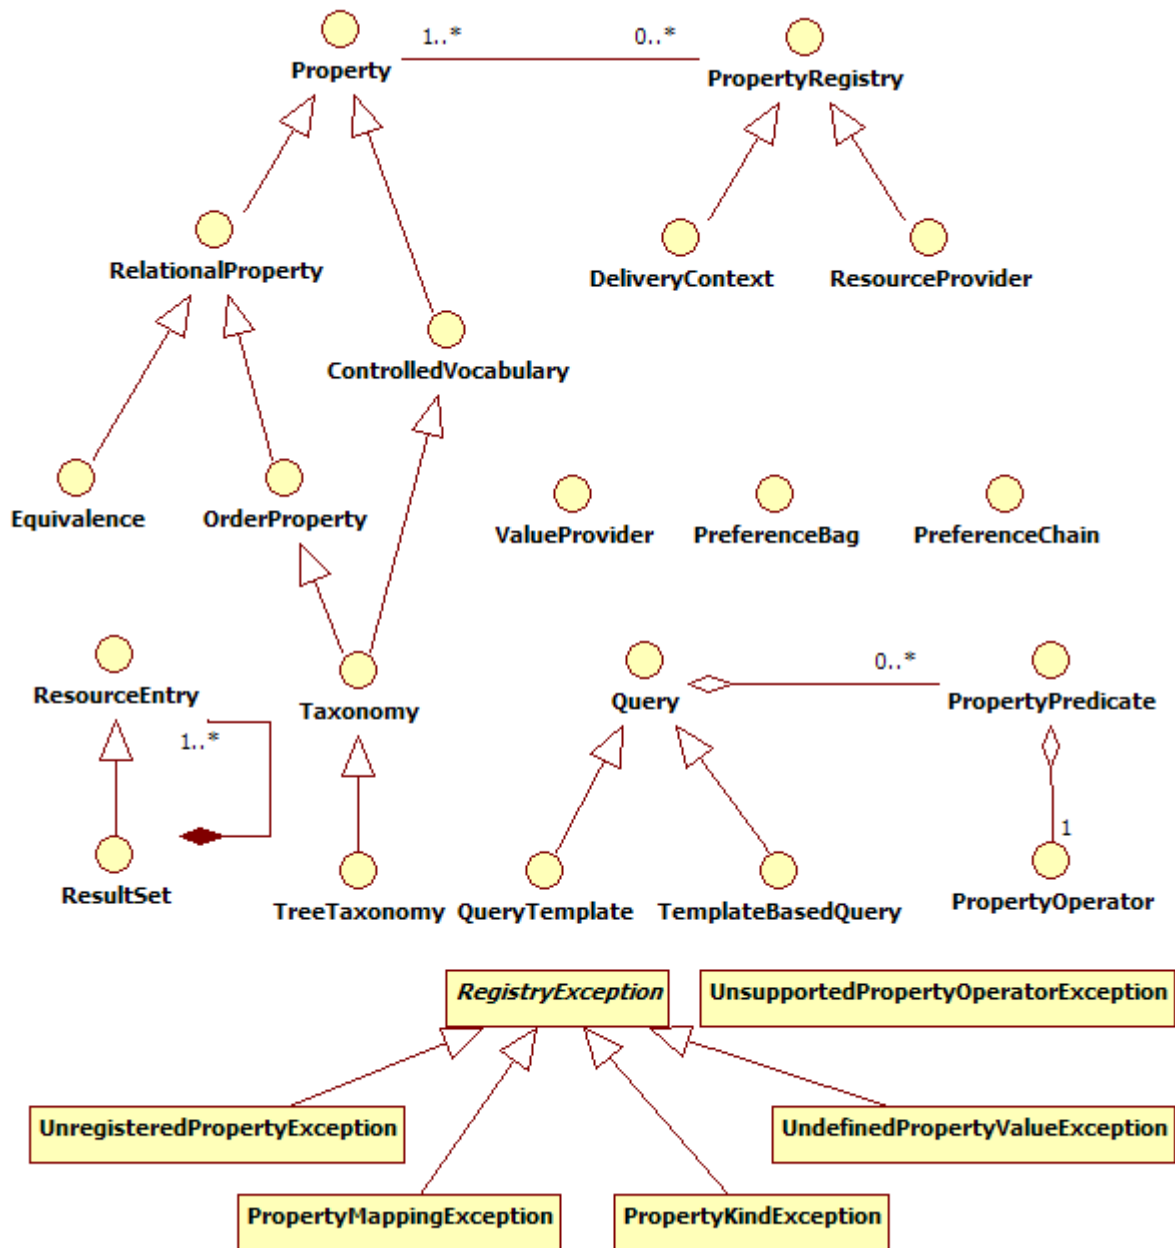 1..*
0..*
Property
PropertyRegistry
RelationalProperty
DeliveryContext
ResourceProvider
ControlledVocabulary
Equivalence
OrderProperty
ValueProvider
PreferenceBag
PreferenceChain
0..*
ResourceEntry
Taxonomy
Query
PropertyPredicate
1..*
1
ResultSet
TreeTaxonomy
QueryTemplate
TemplateBasedQuery
PropertyOperator
RegistryException
UnsupportedPropertyOperatorException
UnregisteredPropertyException
UndefinedPropertyValueException
PropertyMappingException
PropertyKindException